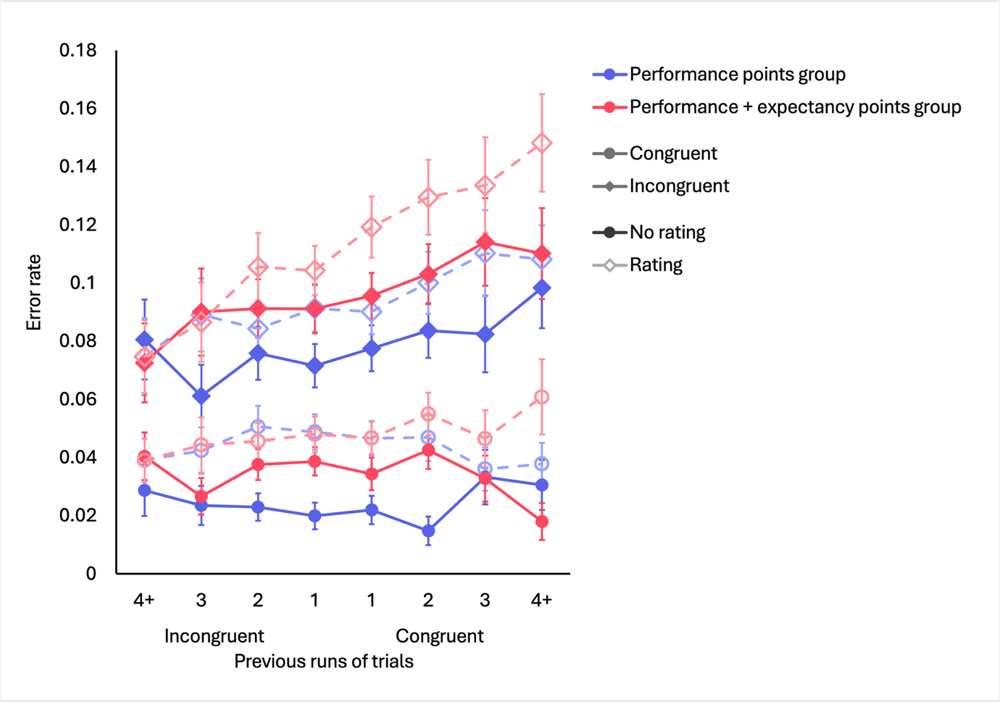 0.18
0.16
0.14
0.12
0.1
0.08
0.06
0.04
0.02
0
Error rate
4+ 3 2 1 1 2 3 4+
Incongruent Congruent
Previous runs of trials
Performance points group
Performance + expectancy points group
Congruent
Incongruent
No rating
Rating